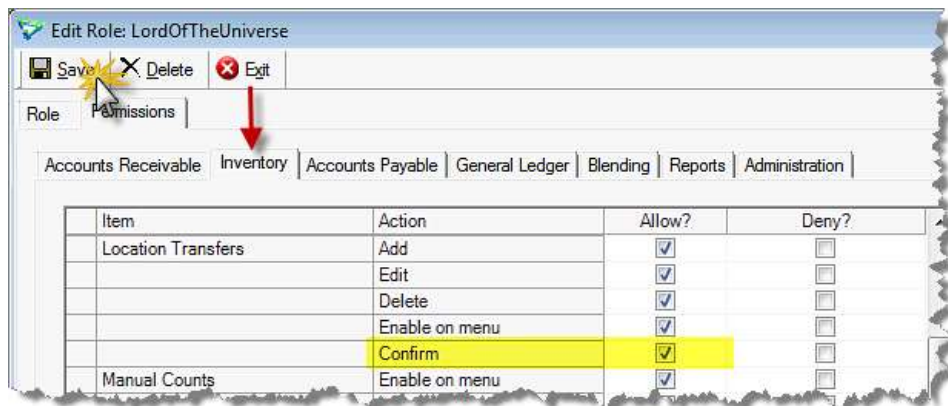 Edit Role: LordOfTheUniverse
Save Delete Exit
Role Permissions
Accounts Receivable Inventory Accounts Payable General Ledger Blending Reports Administration
Item Action Allow? Deny?
Location Transfers Add
Edit
Delete
Enable on menu
Confirm
Manual Counts Enable on menu